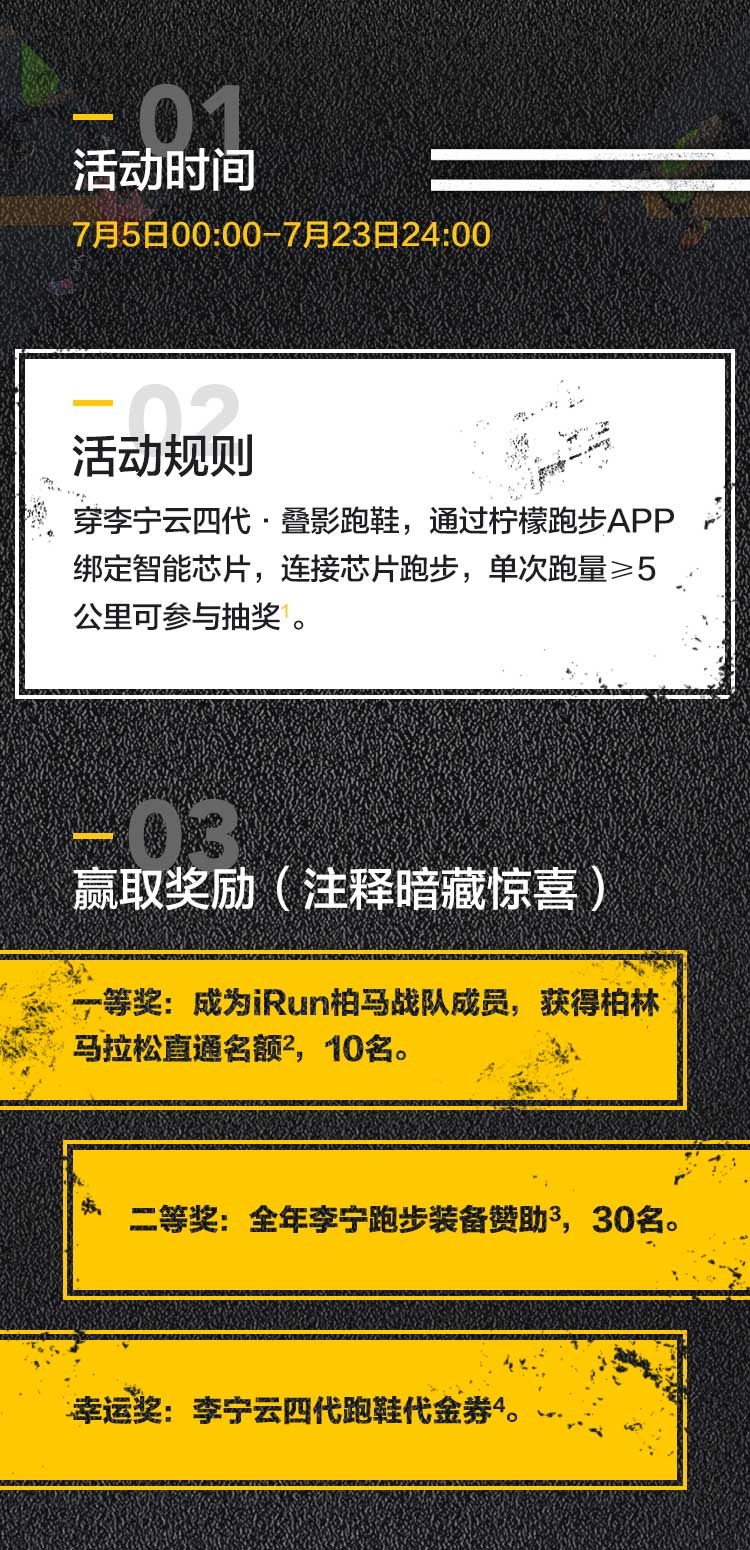 01
活动时间
7月5日00:00-7月23日24:00
02
活动规则
穿李宁云四代·叠影跑鞋，通过柠檬跑步APP
绑定智能芯片，连接芯片跑步，单次跑量≥5
公里可参与抽奖¹。
03
赢取奖励（注释暗藏惊喜）
一等奖：成为iRun柏马战队成员，获得柏林
马拉松直通名额²，10名。
二等奖：全年李宁跑步装备赞助³，30名。
幸运奖：李宁云四代跑鞋代金券⁴。